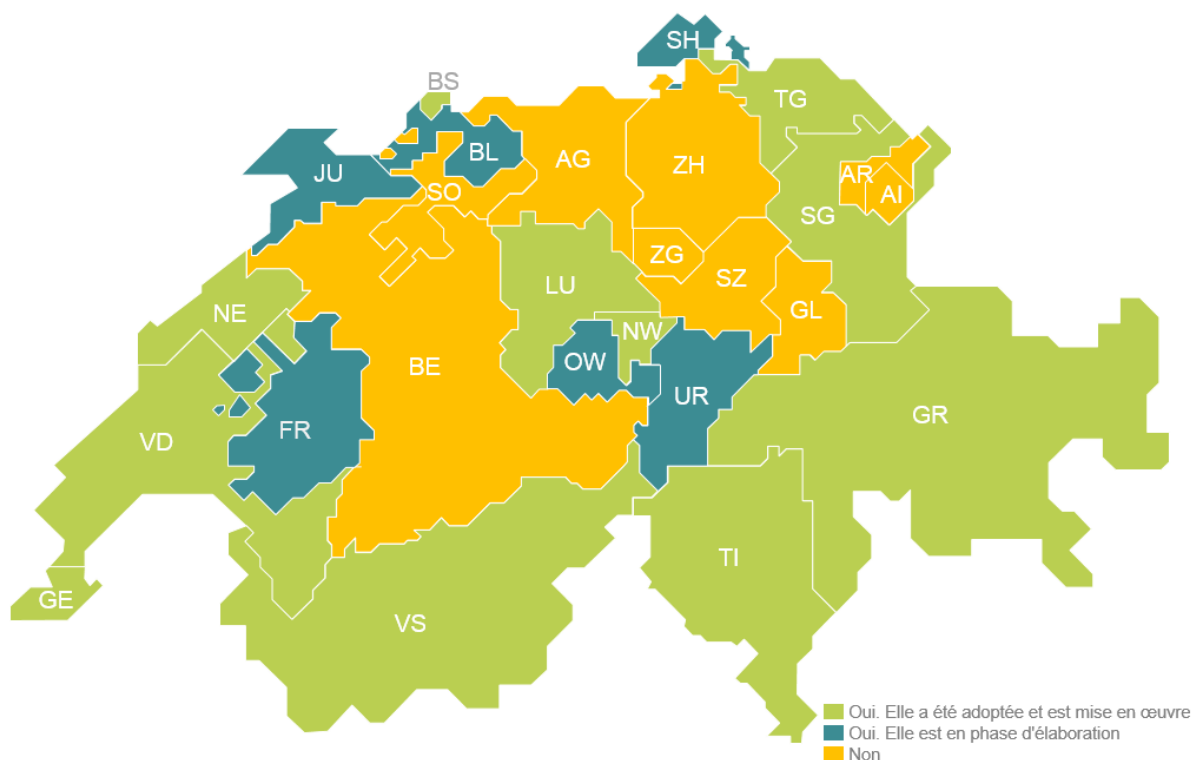 SH
BS
TG
BL
AG
ZH
JU
AR
AI
SO
SG
ZG
SZ
LU
NE
GL
NW
OW
BE
UR
GR
FR
VD
TI
GE
VS
Oui. Elle a été adoptée et est mise en œuvre
Oui. Elle est en phase d'élaboration
Non